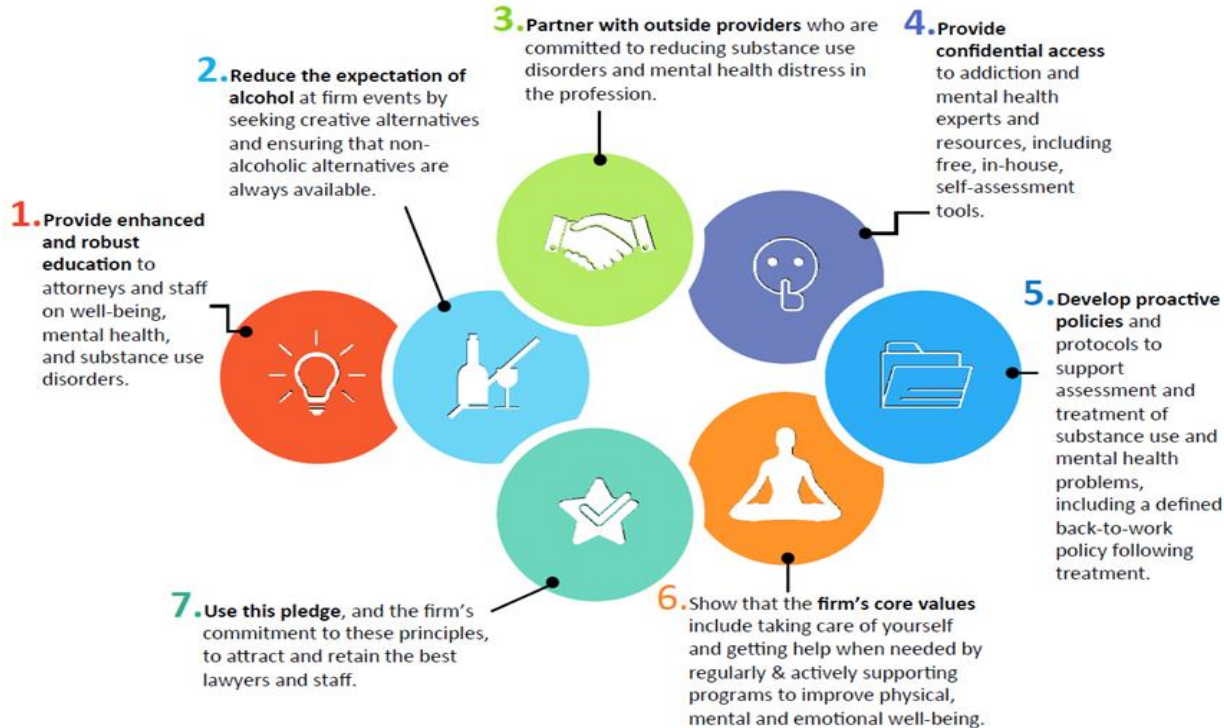 1. Provide enhanced
and robust
education to
attorneys and staff
on well-being,
mental health,
and substance use
disorders.
2. Reduce the expectation of
alcohol at firm events by
seeking creative alternatives
and ensuring that non-
alcoholic alternatives are
always available.
3. Partner with outside providers who are
committed to reducing substance use
disorders and mental health distress in
the profession.
4. Provide
confidential access
to addiction and
mental health
experts and
resources, including
free, in-house,
self-assessment
tools.
5. Develop proactive
policies and
protocols to
support
assessment and
treatment of
substance use and
mental health
problems,
including a defined
back-to-work
policy following
treatment.
6. Show that the firm's core values
include taking care of yourself
and getting help when needed by
regularly & actively supporting
programs to improve physical,
mental and emotional well-being.
7. Use this pledge, and the firm's
commitment to these principles,
to attract and retain the best
lawyers and staff.